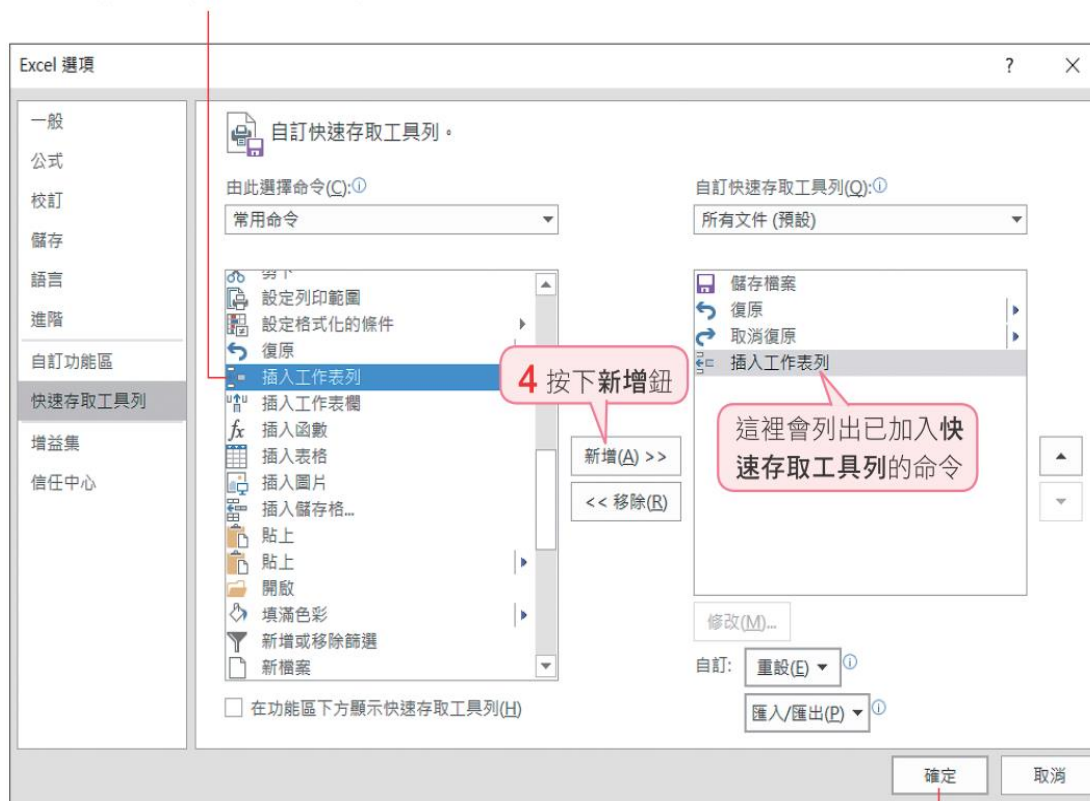 Excel 選項
?
一般
公式
校訂
儲存
語言
進階
自訂功能區
快速存取工具列
增益集
信任中心
自訂快速存取工具列。
由此選擇命令(C):
常用命令
剪下
設定列印範圍
設定格式化的條件
復原
插入工作表列
插入工作表欄
插入函數
插入表格
插入圖片
插入儲存格...
貼上
貼上
開啟
填滿色彩
新增或移除篩選
新檔案
在功能區下方顯示快速存取工具列(H)
4 按下新增鈕
新增(A) >>
<< 移除(R)
自訂快速存取工具列(Q):
所有文件 (預設)
儲存檔案
復原
取消復原
插入工作表列
這裡會列出已加入快
速存取工具列的命令
修改(M)...
自訂:
重設(E)
匯入/匯出(P)
確定
取消